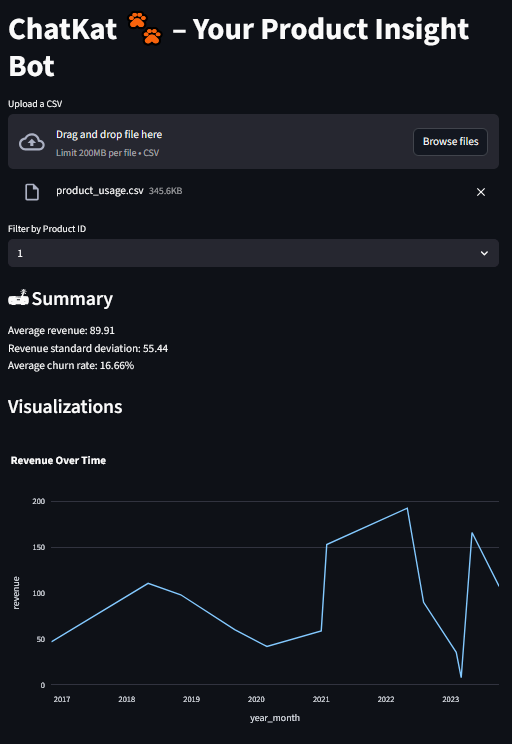 ChatKat 🐾 – Your Product Insight
Bot
Upload a CSV
Drag and drop file here
Limit 200MB per file • CSV
Browse files
product_usage.csv 345.6KB
Filter by Product ID
1
Summary
Average revenue: 89.91
Revenue standard deviation: 55.44
Average churn rate: 16.66%
Visualizations
Revenue Over Time
200
150
100
50
0
revenue
2017 2018 2019 2020 2021 2022 2023
year_month